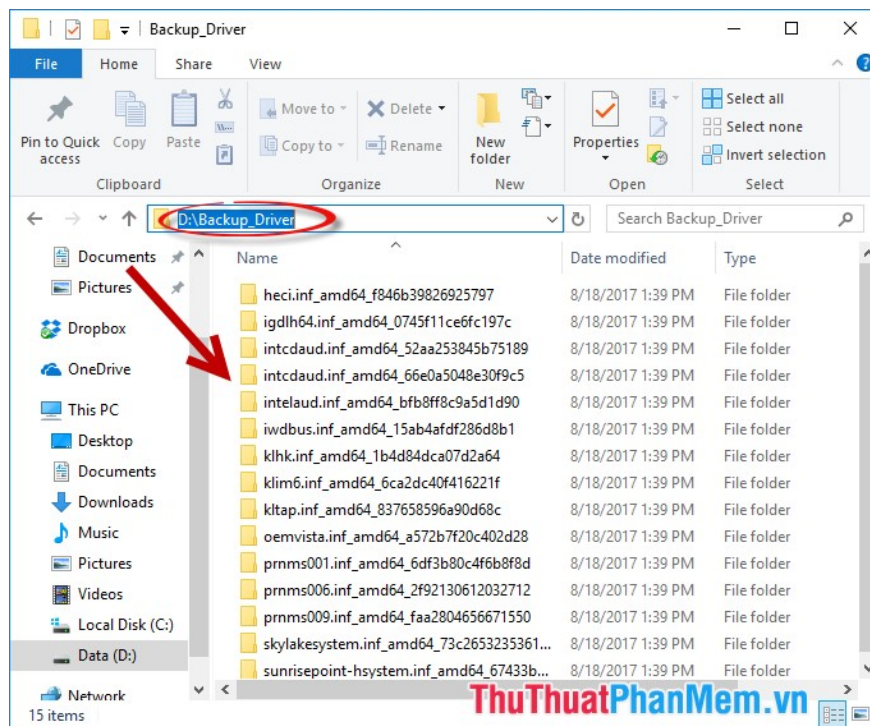 Backup_Driver
File Home Share View
Pin to Quick access
Copy
Paste
Move to
Copy to
Delete
Rename
New folder
Properties
Select all
Select none
Invert selection
Clipboard Organize New Open Select
D:\Backup_Driver
Search Backup_Driver
Documents
Pictures
Dropbox
OneDrive
This PC
Desktop
Documents
Downloads
Music
Pictures
Videos
Local Disk (C:)
Data (D:)
Network
Name Date modified Type
heci.inf_amd64_f846b39826925797 8/18/2017 1:39 PM File folder
igdlh64.inf_amd64_0745f11ce6fc197c 8/18/2017 1:39 PM File folder
intcdaud.inf_amd64_52aa253845b75189 8/18/2017 1:39 PM File folder
intcdaud.inf_amd64_66e0a5048e30f9c5 8/18/2017 1:39 PM File folder
intelaud.inf_amd64_bfb8ff8c9a5d1d90 8/18/2017 1:39 PM File folder
iwdbus.inf_amd64_15ab4afdf286d8b1 8/18/2017 1:39 PM File folder
klhk.inf_amd64_1b4d84dca07d2a64 8/18/2017 1:39 PM File folder
klim6.inf_amd64_6ca2dc40f416221f 8/18/2017 1:39 PM File folder
kltap.inf_amd64_837658596a90d68c 8/18/2017 1:39 PM File folder
oemvista.inf_amd64_a572b7f20c402d28 8/18/2017 1:39 PM File folder
prnms001.inf_amd64_6df3b80c4f6b8f8d 8/18/2017 1:39 PM File folder
prnms006.inf_amd64_2f92130612032712 8/18/2017 1:39 PM File folder
prnms009.inf_amd64_faa2804656671550 8/18/2017 1:39 PM File folder
skylakesystem.inf_amd64_73c2653235361... 8/18/2017 1:39 PM File folder
sunrisepoint-hsystem.inf_amd64_67433b... 8/18/2017 1:39 PM File folder
15 items
ThuThuatPhanMem.vn